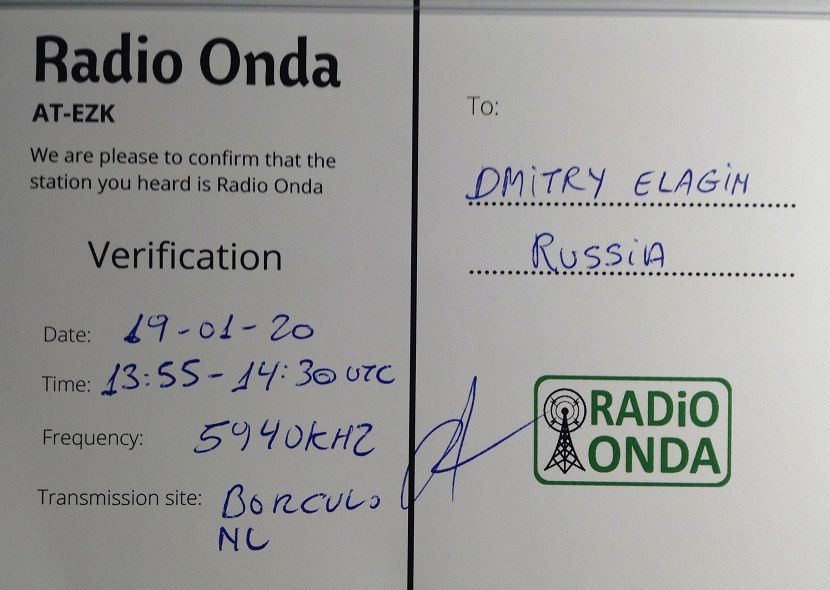 Radio Onda
AT-EZK
We are please to confirm that the
station you heard is Radio Onda
Verification
Date: 19-01-20
Time: 13:55-14:30 UTC
Frequency: 5940KHZ
Transmission site: BORCULO
NL
To:
DMiTRY ELAGiN
RUSSiA
RADiO
ONDA